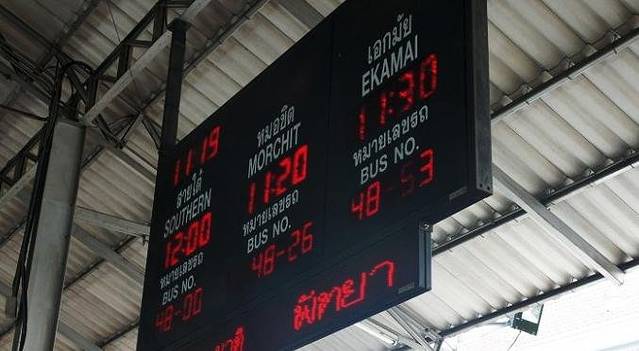 11:19
สายใต้
SOUTHERN
12:00
หมายเลขรถ
BUS NO.
48-00
หมอชิต
MORCHIT
11:20
หมายเลขรถ
BUS NO.
48-26
เอกมัย
EKAMAI
11:30
หมายเลขรถ
BUS NO.
48-53
พัทยา